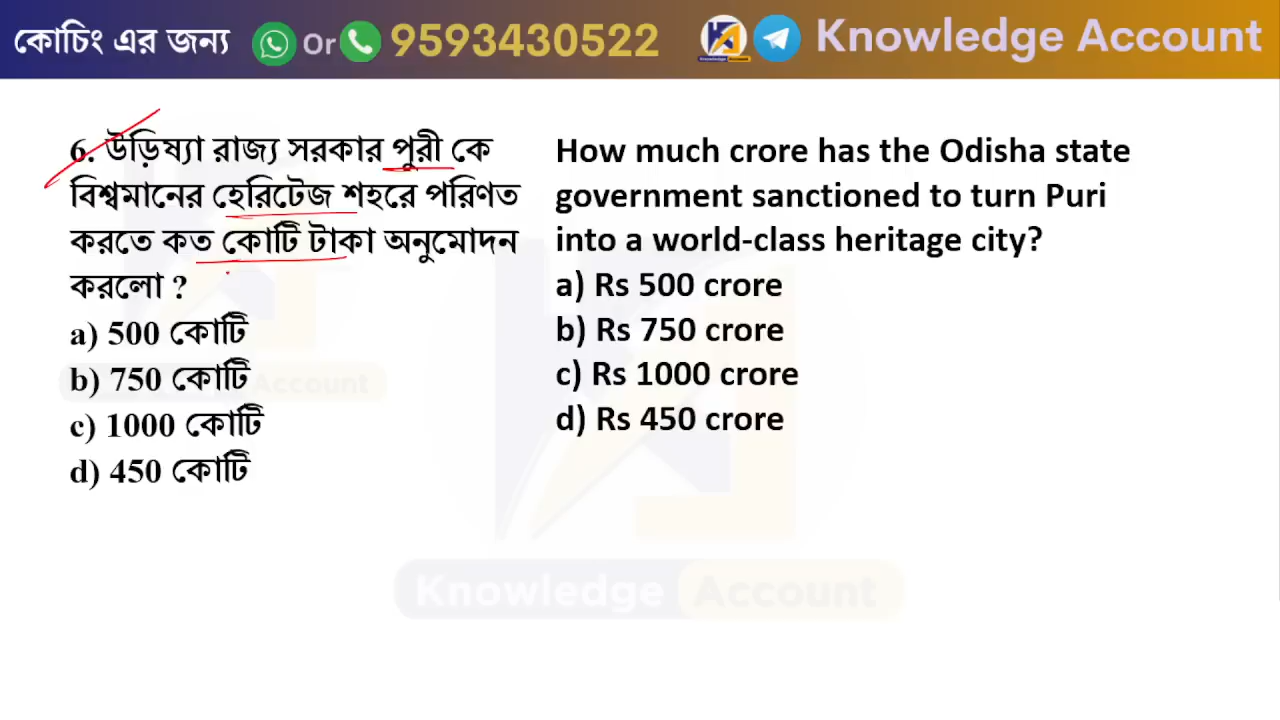 কোচিং এর জন্য Or 9593430522 Knowledge Account
6. উড়িষ্যা রাজ্য সরকার পুরী কে
বিশ্বমানের হেরিটেজ শহরে পরিণত
করতে কত কোটি টাকা অনুমোদন
করলো ?
a) 500 কোটি
b) 750 কোটি
c) 1000 কোটি
d) 450 কোটি
How much crore has the Odisha state
government sanctioned to turn Puri
into a world-class heritage city?
a) Rs 500 crore
b) Rs 750 crore
c) Rs 1000 crore
d) Rs 450 crore
Account
Knowledge Account